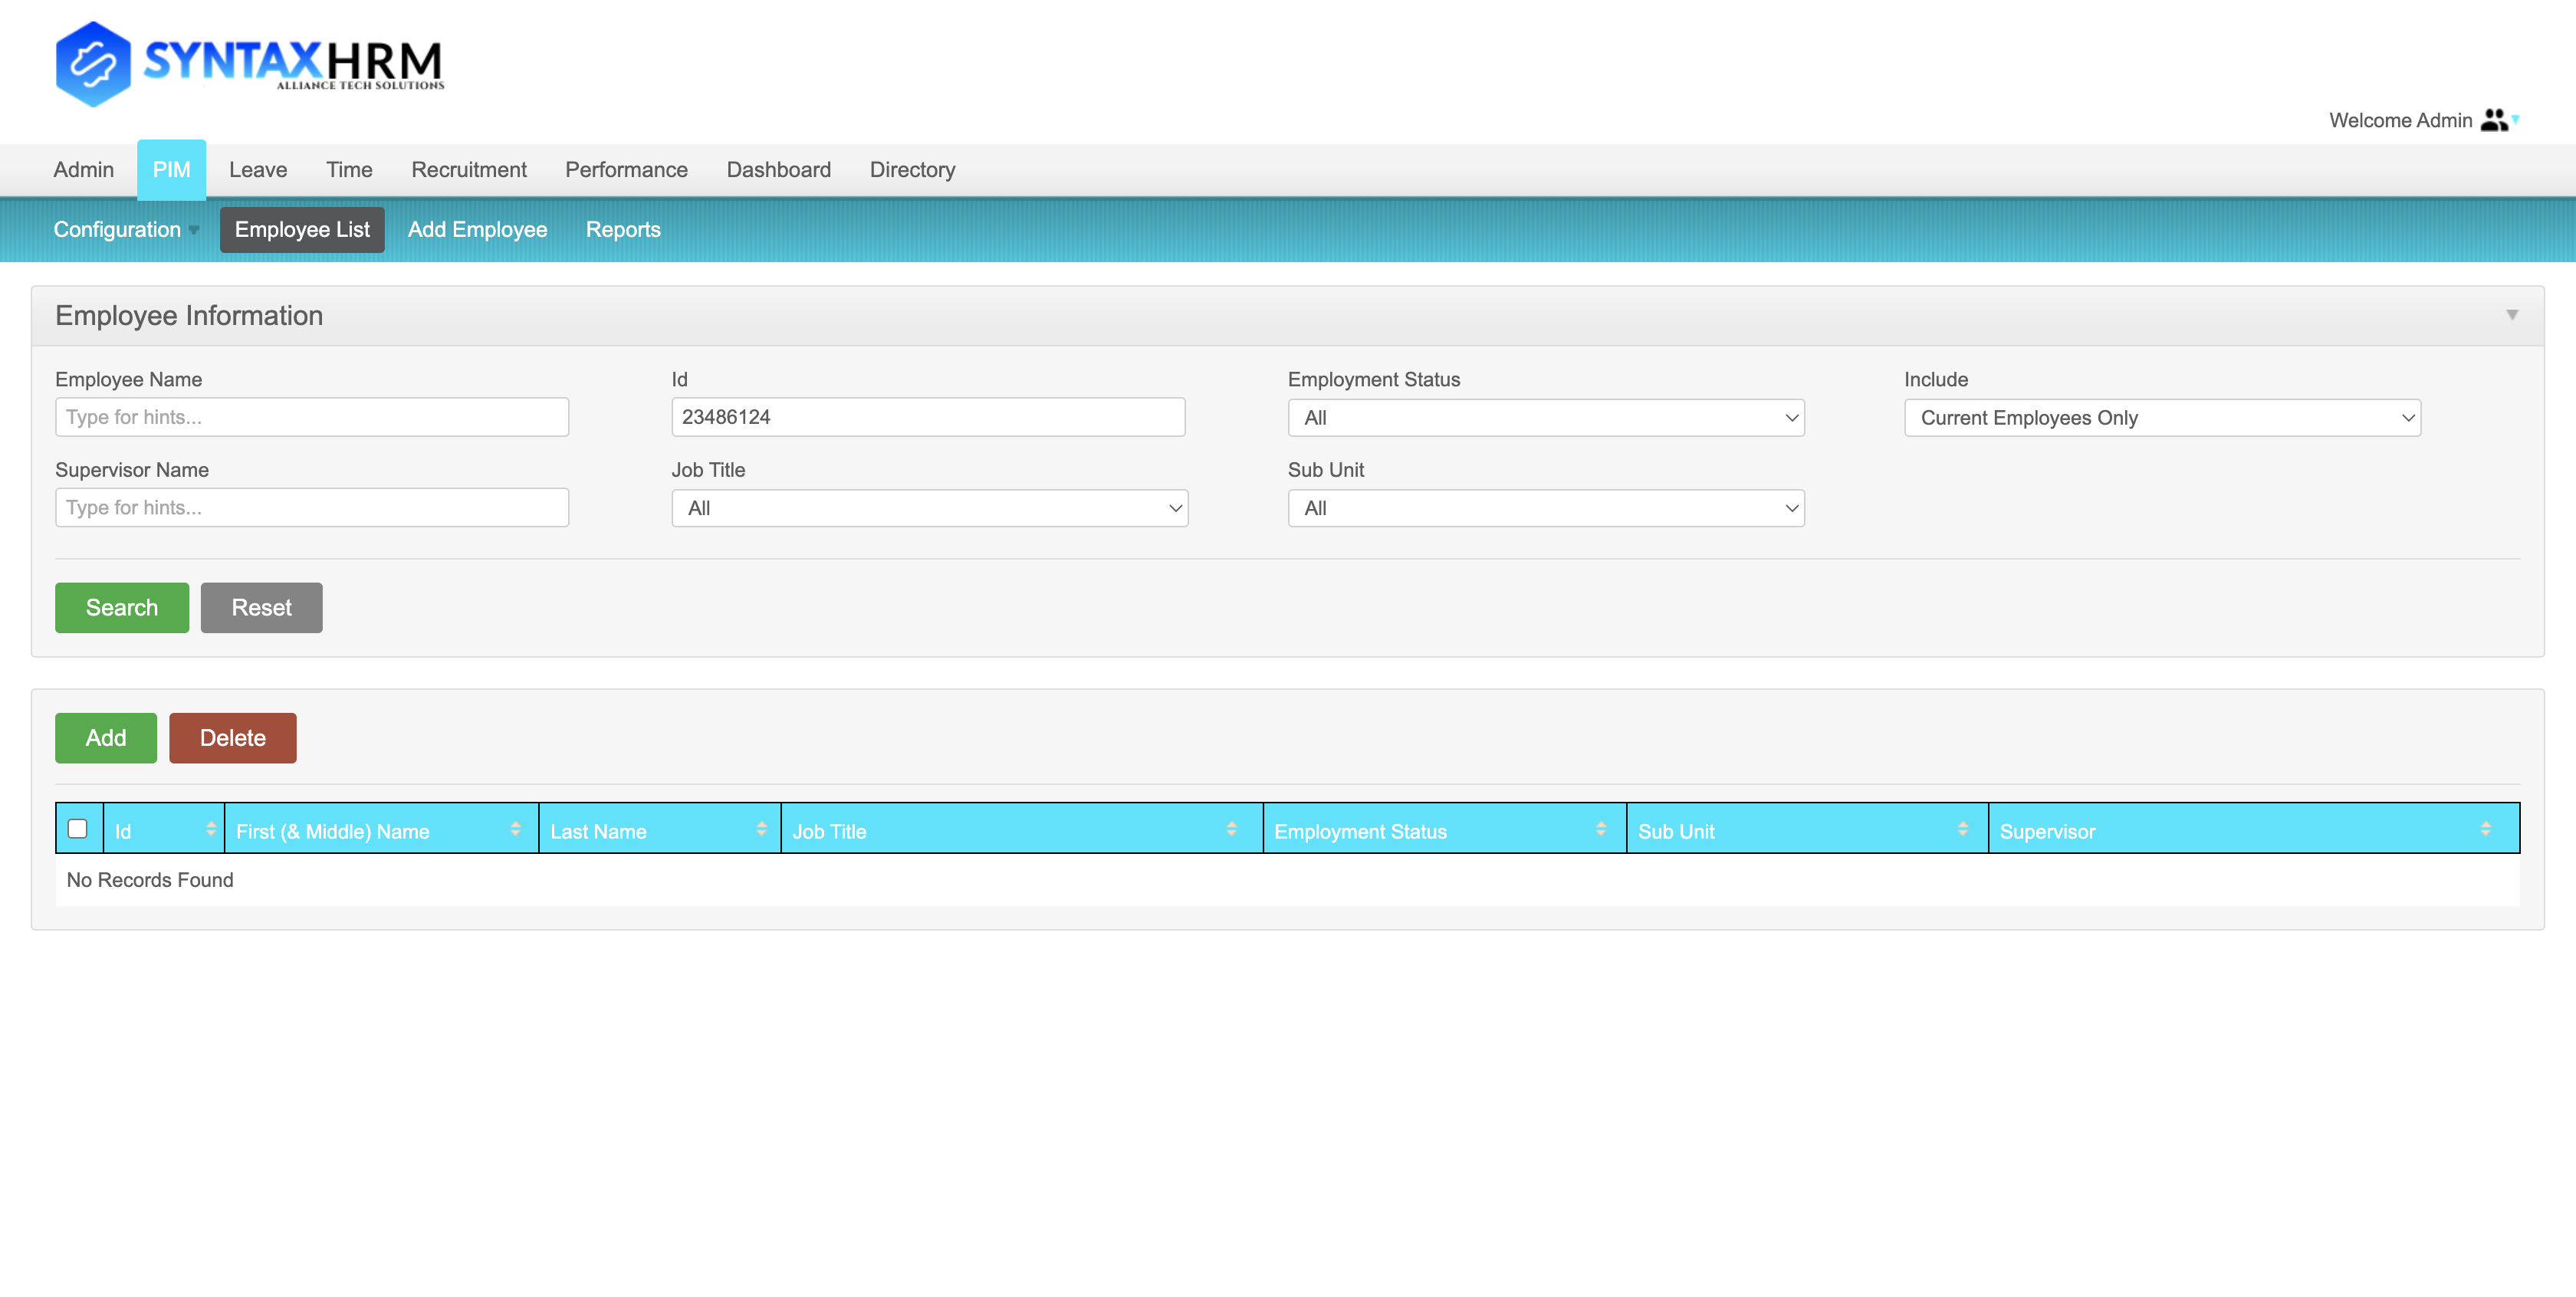 SYNTAXHRM
ALLIANCE TECH SOLUTIONS
Welcome Admin
Admin PIM Leave Time Recruitment Performance Dashboard Directory
Configuration Employee List Add Employee Reports
Employee Information
Employee Name Id Employment Status Include
Type for hints... 23486124 All Current Employees Only
Supervisor Name Job Title Sub Unit
Type for hints... All All
Search Reset
Add Delete
Id First (& Middle) Name Last Name Job Title Employment Status Sub Unit Supervisor
No Records Found